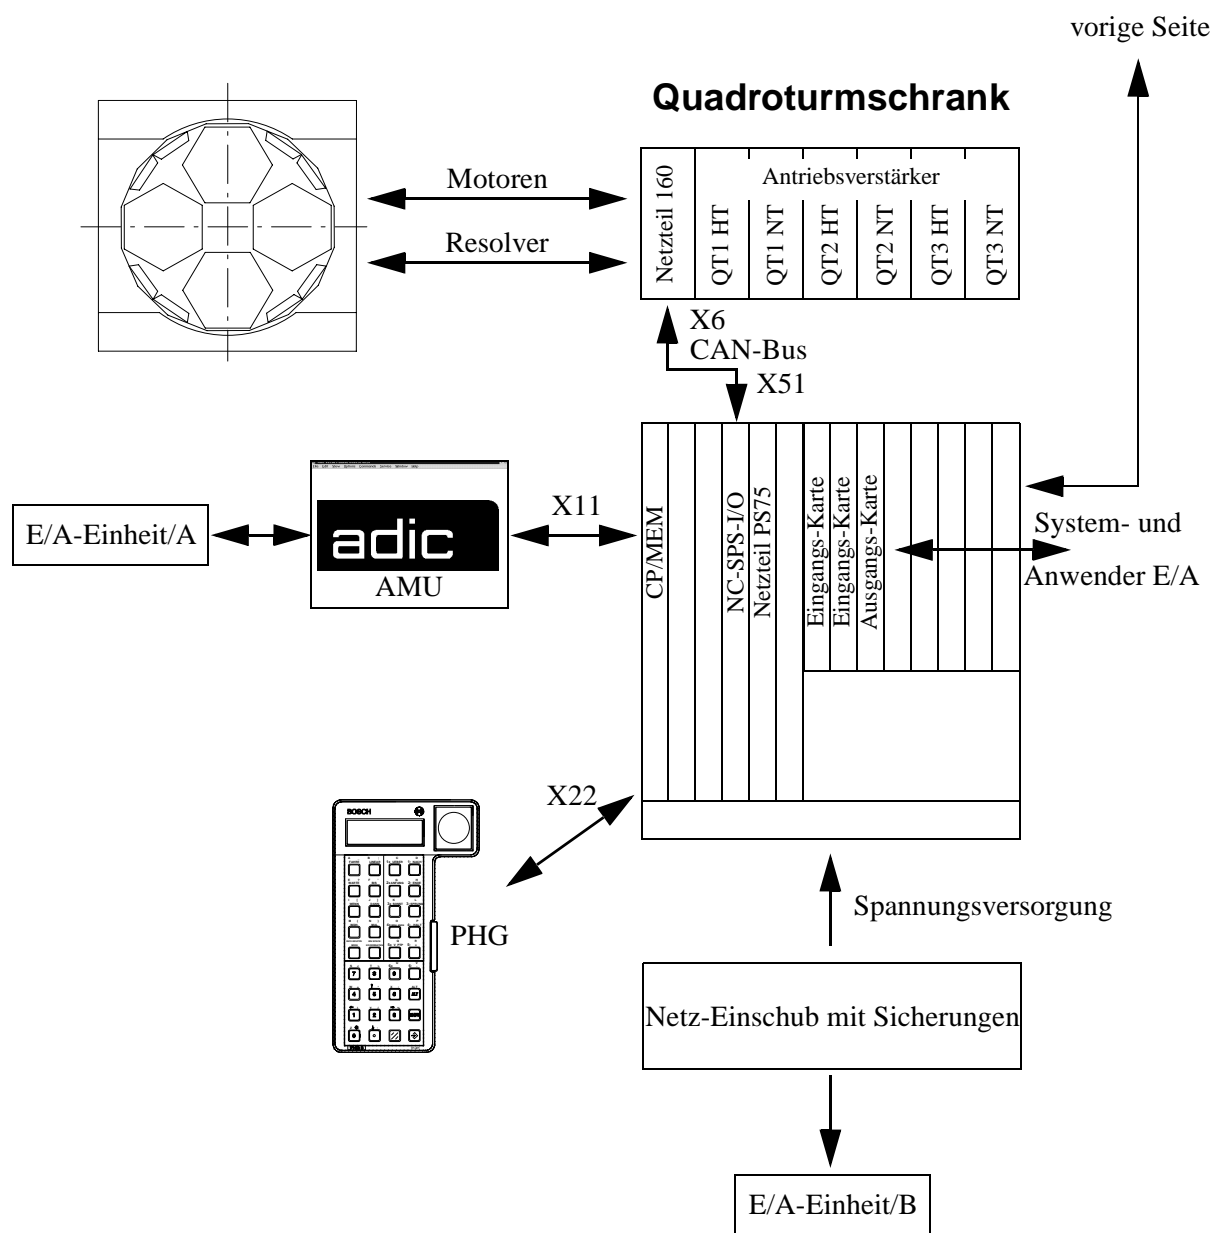 vorige Seite
Quadroturmschrank
Motoren
Resolver
Netzteil 160
Antriebsverstärker
QT1 HT
QT1 NT
QT2 HT
QT2 NT
QT3 HT
QT3 NT
X6
CAN-Bus
X51
E/A-Einheit/A
adic
AMU
X11
CP/MEM
NC-SPS-I/O
Netzteil PS75
Eingangs-Karte
Eingangs-Karte
Ausgangs-Karte
System- und
Anwender E/A
X22
BOSCH
PHG
Spannungsversorgung
Netz-Einschub mit Sicherungen
E/A-Einheit/B